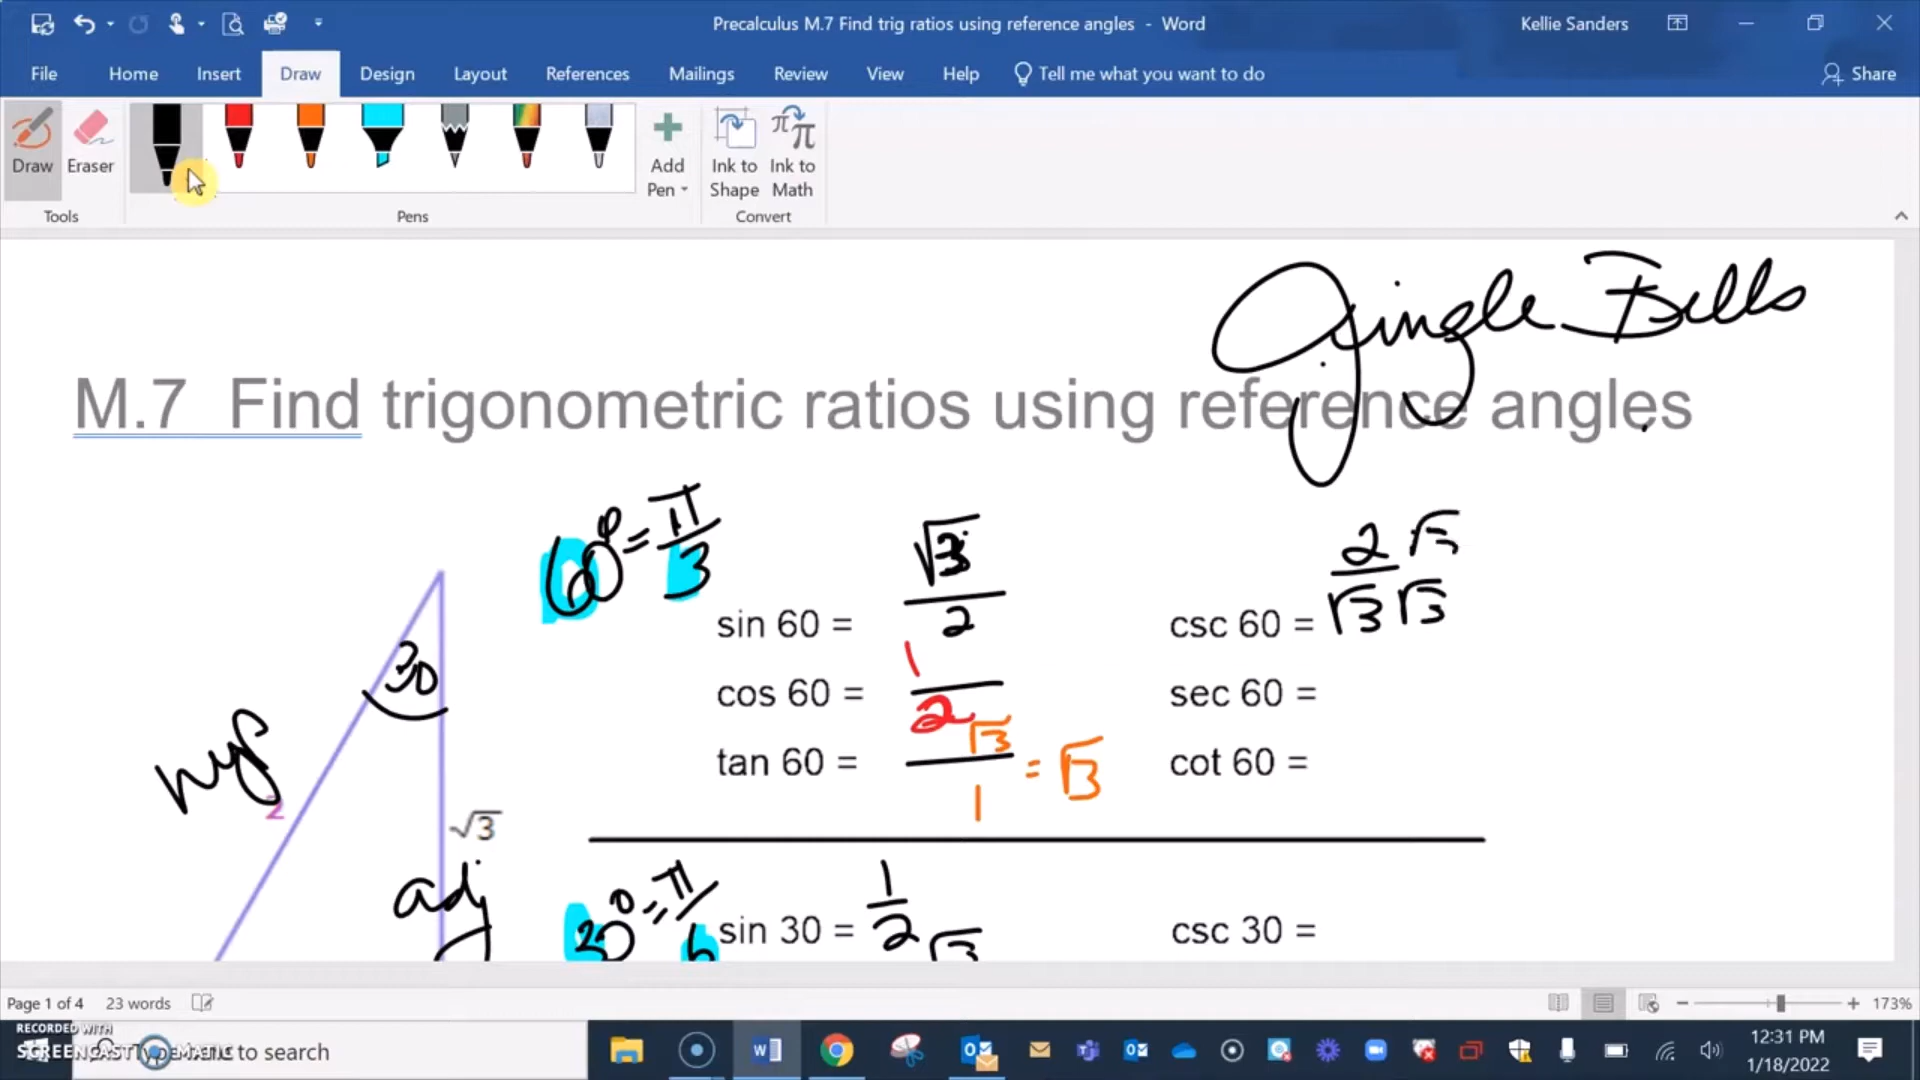 Precalculus M.7 Find trig ratios using reference angles - Word
Kellie Sanders
File Home Insert Draw Design Layout References Mailings Review View Help Tell me what you want to do
Share
Draw Eraser
Add Pen
Ink to Shape
Ink to Math
Tools
Pens
Convert
Jingle Bells
M.7 Find trigonometric ratios using reference angles
60° = π/3
sin 60 = √3/2
csc 60 = 2√3/√3√3
30
cos 60 = 1/2
sec 60 =
hyp
2
tan 60 = √3/1 = √3
cot 60 =
√3
adj
30° = π/6
sin 30 = 1/2
csc 30 =
√3
Page 1 of 4 23 words
173%
RECORDED WITH
SCREENCAST MATIC
Type to search
12:31 PM
1/18/2022